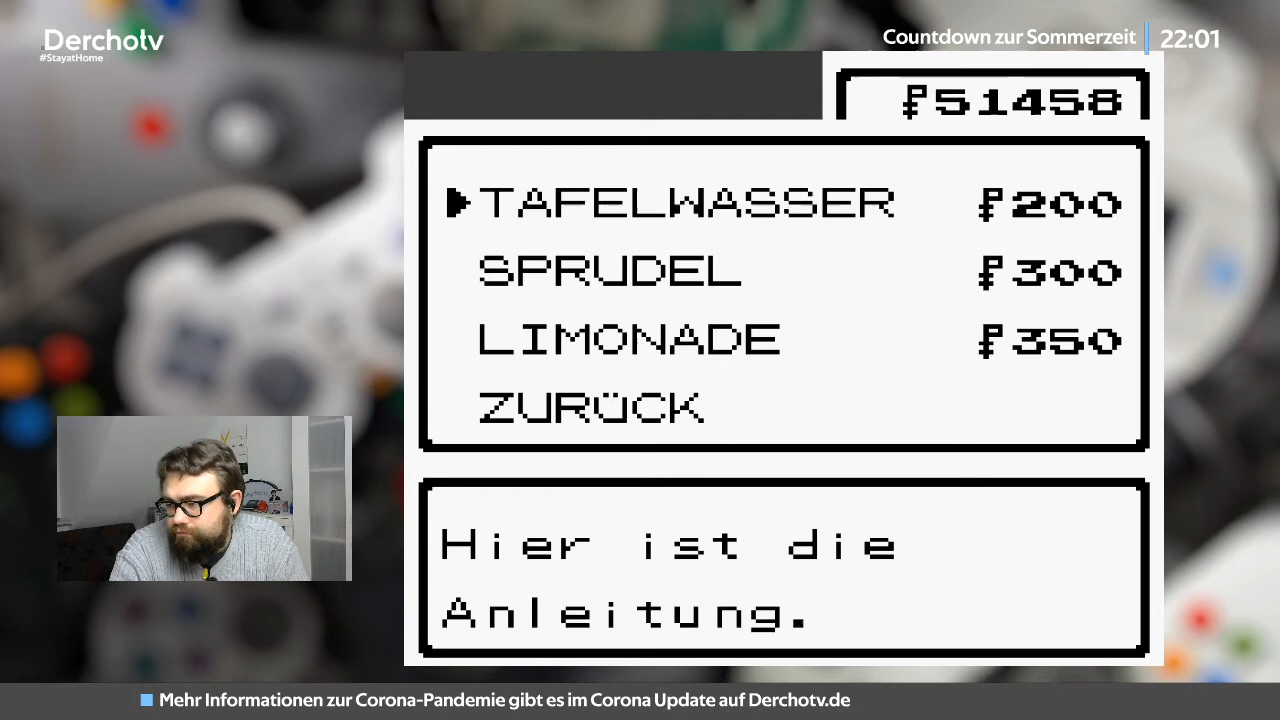 Derchotv
#StayatHome
Countdown zur Sommerzeit 22:01
₽51458
▶TAFELWASSER ₽200
SPRUDEL ₽300
LIMONADE ₽350
ZURÜCK
Hier ist die
Anleitung.
Mehr Informationen zur Corona-Pandemie gibt es im Corona Update auf Derchotv.de